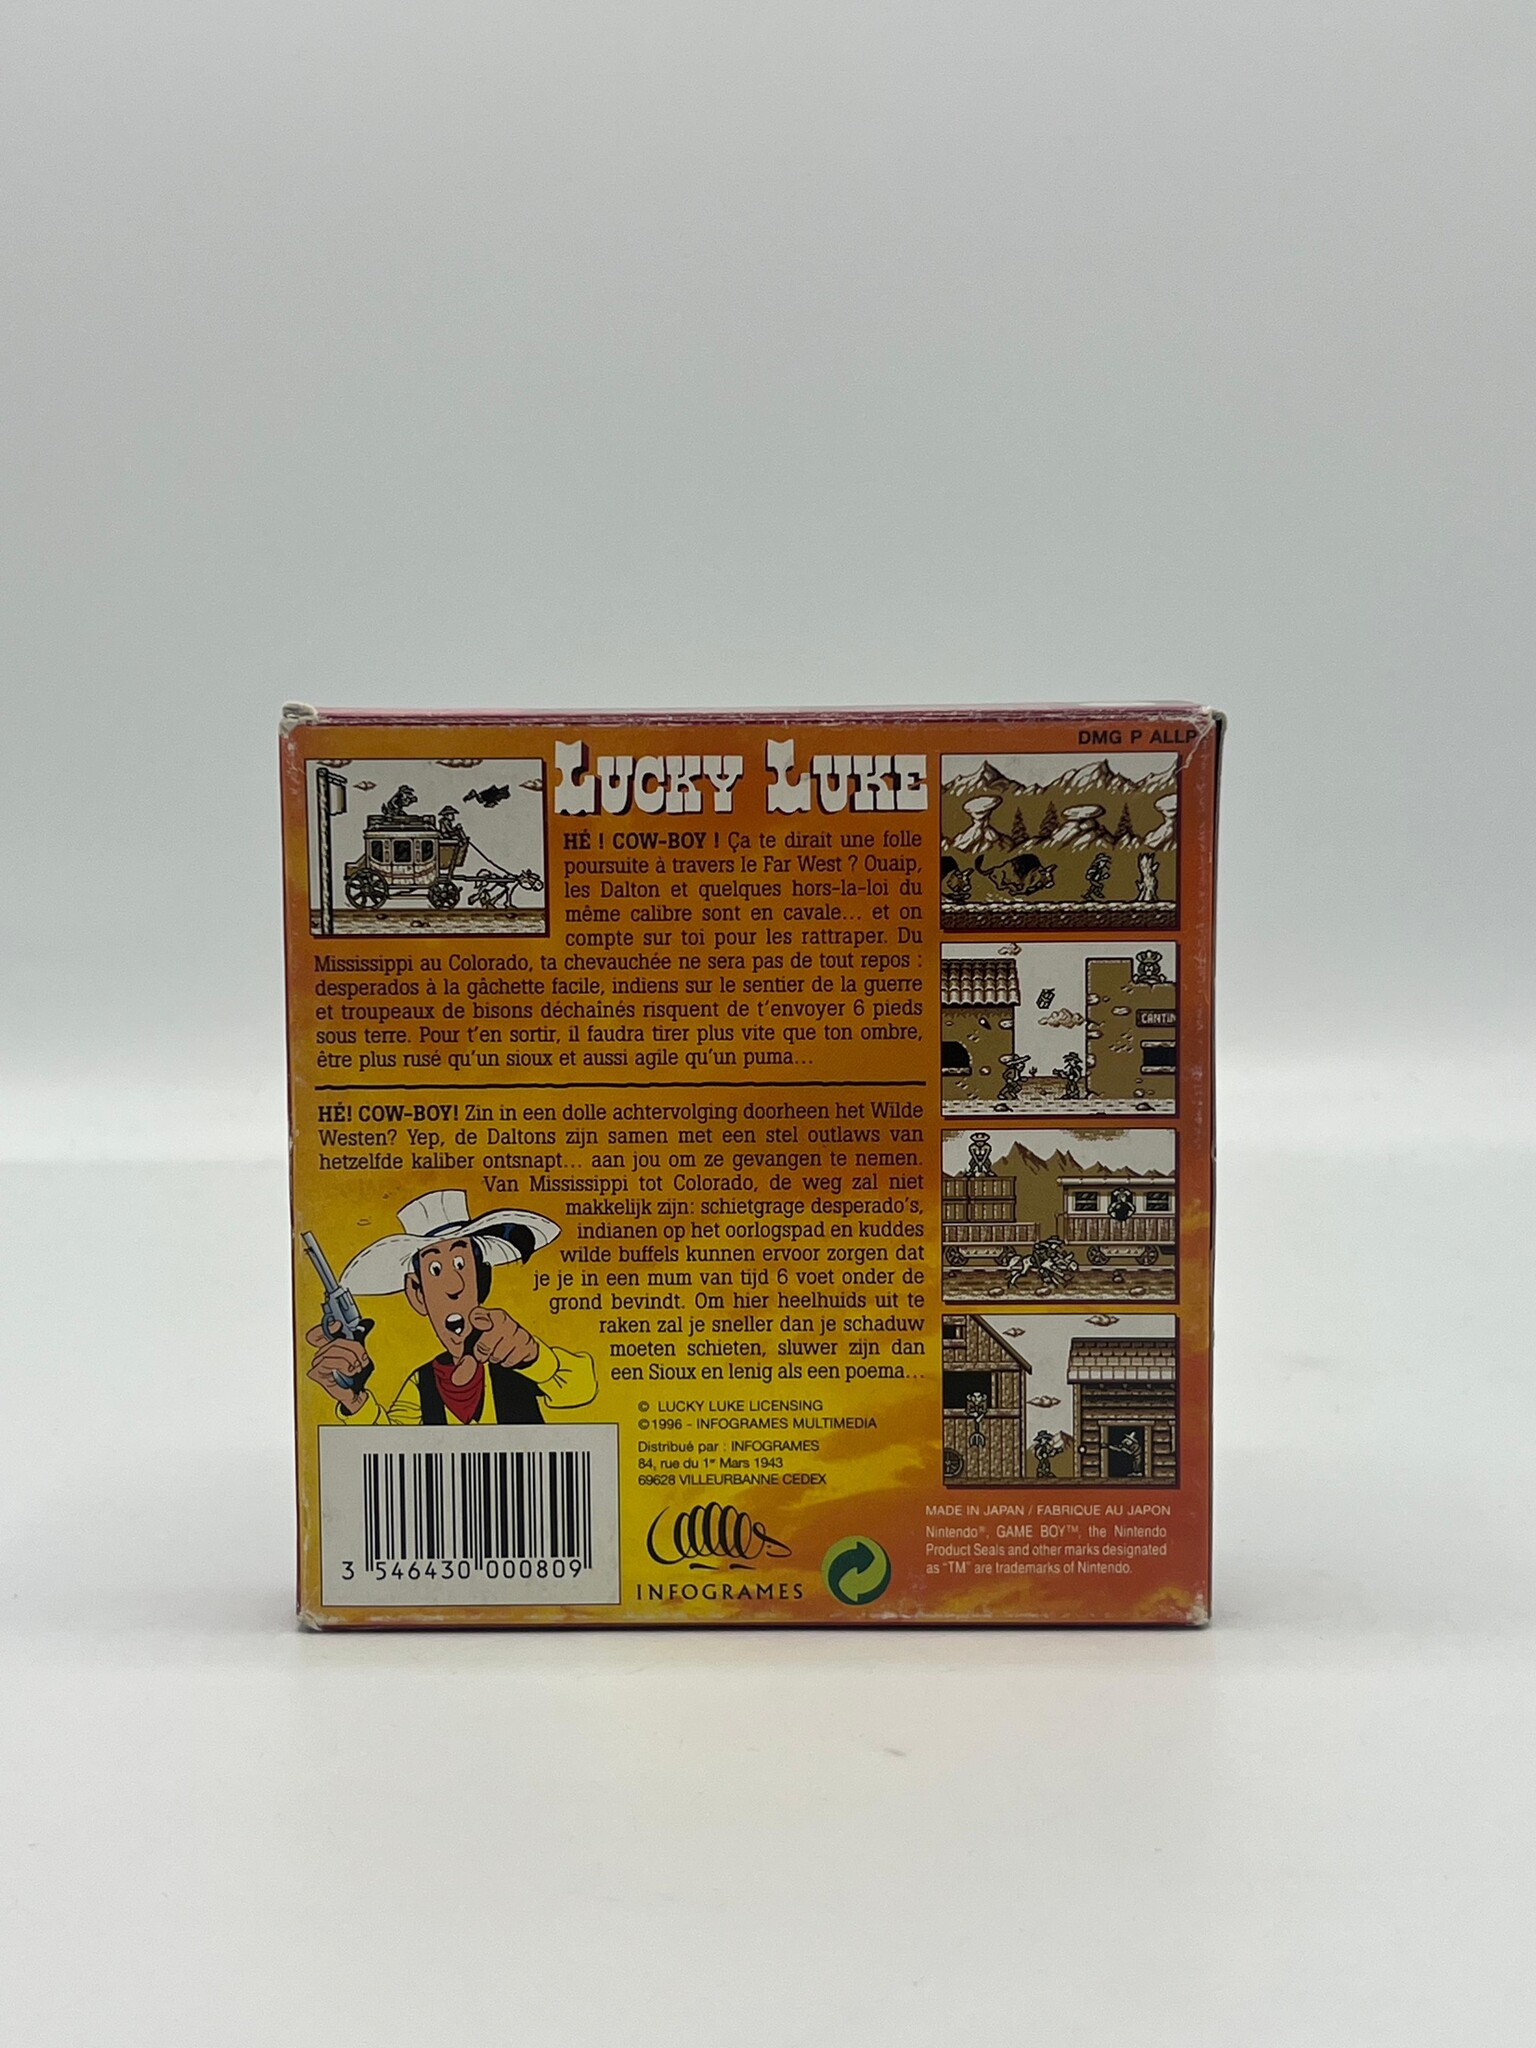 DMG P ALLP
LUCKY LUKE
HÉ ! COW-BOY ! Ça te dirait une folle
poursuite à travers le Far West ? Ouaip,
les Dalton et quelques hors-la-loi du
même calibre sont en cavale... et on
compte sur toi pour les rattraper. Du
Mississippi au Colorado, ta chevauchée ne sera pas de tout repos :
desperados à la gâchette facile, indiens sur le sentier de la guerre
et troupeaux de bisons déchaînés risquent de t'envoyer 6 pieds
sous terre. Pour t'en sortir, il faudra tirer plus vite que ton ombre,
être plus rusé qu'un sioux et aussi agile qu'un puma...
HÉ! COW-BOY! Zin in een dolle achtervolging doorheen het Wilde
Westen? Yep, de Daltons zijn samen met een stel outlaws van
hetzelfde kaliber ontsnapt... aan jou om ze gevangen te nemen.
Van Mississippi tot Colorado, de weg zal niet
makkelijk zijn: schietgrage desperado's,
indianen op het oorlogspad en kuddes
wilde buffels kunnen ervoor zorgen dat
je je in een mum van tijd 6 voet onder de
grond bevindt. Om hier heelhuids uit te
raken zal je sneller dan je schaduw
moeten schieten, sluwer zijn dan
een Sioux en lenig als een poema...
© LUCKY LUKE LICENSING
© 1996 - INFOGRAMES MULTIMEDIA
Distribué par : INFOGRAMES
84, rue du 1er Mars 1943
69628 VILLEURBANNE CEDEX
INFOGRAMES
3 546430 000809
CANTIN
MADE IN JAPAN / FABRIQUE AU JAPON
Nintendo®, GAME BOY™, the Nintendo
Product Seals and other marks designated
as "TM" are trademarks of Nintendo.